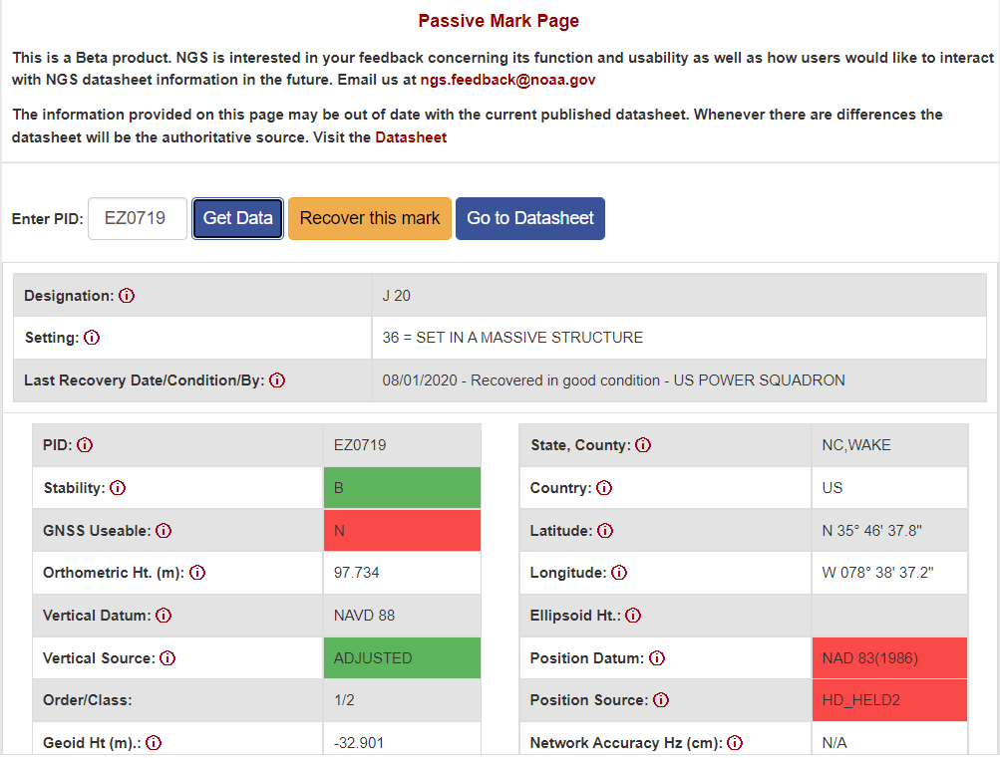 Passive Mark Page
This is a Beta product. NGS is interested in your feedback concerning its function and usability as well as how users would like to interact
with NGS datasheet information in the future. Email us at ngs.feedback@noaa.gov
The information provided on this page may be out of date with the current published datasheet. Whenever there are differences the
datasheet will be the authoritative source. Visit the Datasheet
Enter PID: EZ0719 Get Data Recover this mark Go to Datasheet
Designation: J 20
Setting: 36 = SET IN A MASSIVE STRUCTURE
Last Recovery Date/Condition/By: 08/01/2020 - Recovered in good condition - US POWER SQUADRON
PID: EZ0719
Stability: B
GNSS Useable: N
Orthometric Ht. (m): 97.734
Vertical Datum: NAVD 88
Vertical Source: ADJUSTED
Order/Class: 1/2
Geoid Ht (m).: -32.901
State, County: NC,WAKE
Country: US
Latitude: N 35° 46' 37.8"
Longitude: W 078° 38' 37.2"
Ellipsoid Ht.:
Position Datum: NAD 83(1986)
Position Source: HD_HELD2
Network Accuracy Hz (cm): N/A